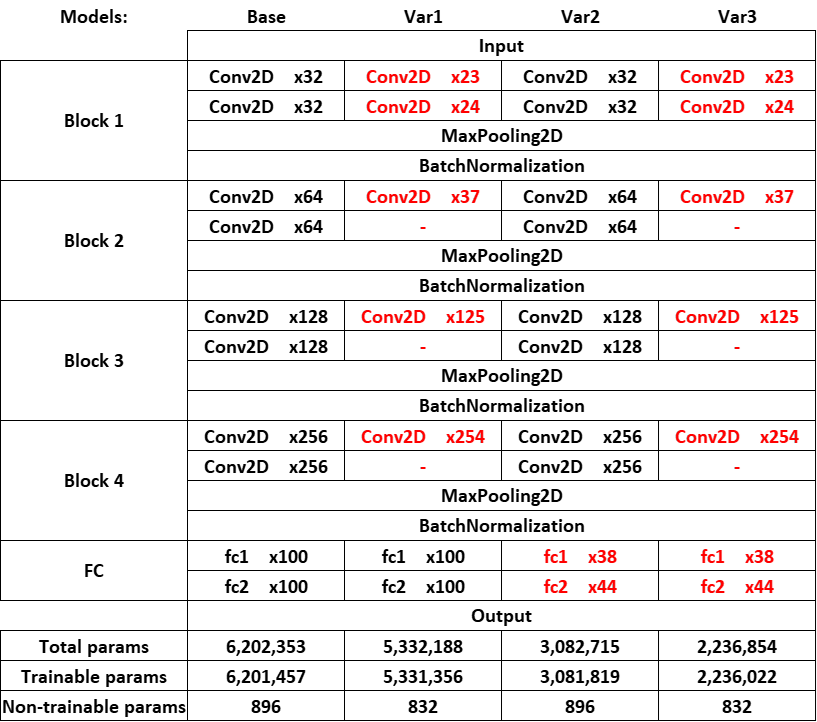 Models: Base Var1 Var2 Var3
Input
Block 1
Conv2D x32 Conv2D x23 Conv2D x32 Conv2D x23
Conv2D x32 Conv2D x24 Conv2D x32 Conv2D x24
MaxPooling2D
BatchNormalization
Block 2
Conv2D x64 Conv2D x37 Conv2D x64 Conv2D x37
Conv2D x64 - Conv2D x64 -
MaxPooling2D
BatchNormalization
Block 3
Conv2D x128 Conv2D x125 Conv2D x128 Conv2D x125
Conv2D x128 - Conv2D x128 -
MaxPooling2D
BatchNormalization
Block 4
Conv2D x256 Conv2D x254 Conv2D x256 Conv2D x254
Conv2D x256 - Conv2D x256 -
MaxPooling2D
BatchNormalization
FC
fc1 x100 fc1 x100 fc1 x38 fc1 x38
fc2 x100 fc2 x100 fc2 x44 fc2 x44
Output
Total params 6,202,353 5,332,188 3,082,715 2,236,854
Trainable params 6,201,457 5,331,356 3,081,819 2,236,022
Non-trainable params 896 832 896 832